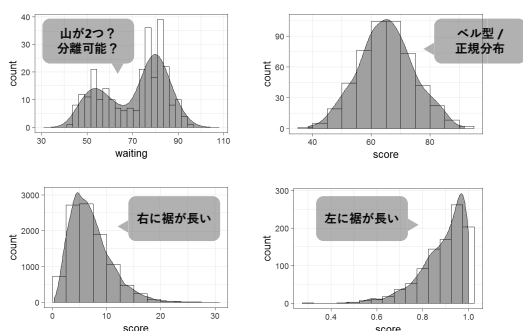 山が2つ？
分離可能？
count
40
30
20
10
0
30
50
70
90
110
waiting
ベル型 /
正規分布
count
90
60
30
0
40
60
80
score
右に裾が長い
count
3000
2000
1000
0
0
10
20
30
score
左に裾が長い
count
300
200
100
0
0.4
0.6
0.8
1.0
score